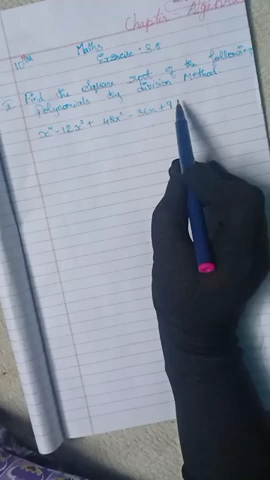 Chapter Algebra
10th Maths
Exercise: 3.8
I Find the square root of the following
Polynomials by division Method
x⁴ - 12x³ + 42x² - 36x + 9